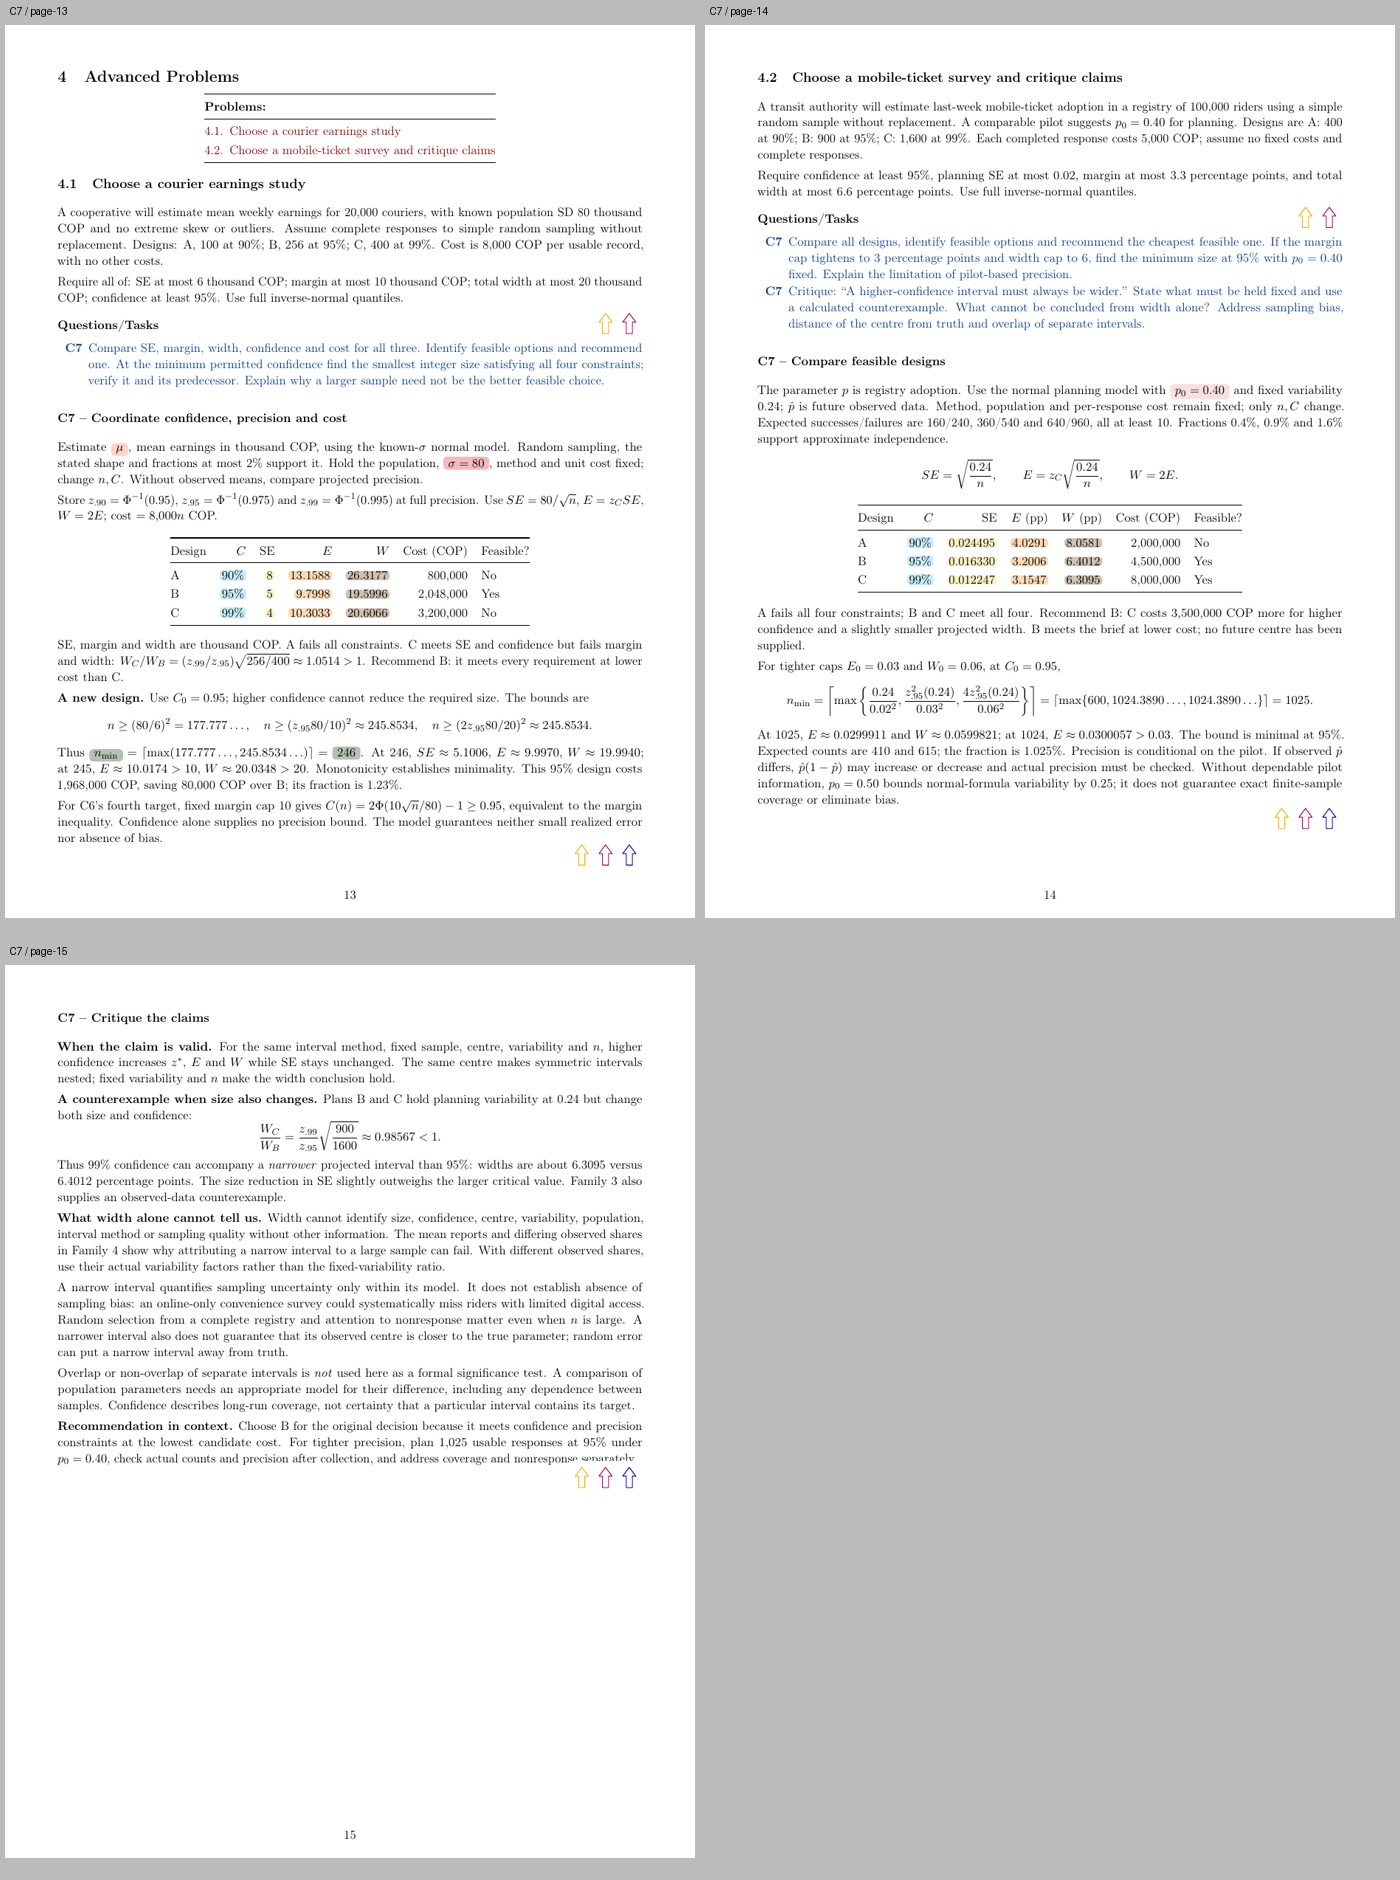 C7 / page-13
4 Advanced Problems
Problems:
4.1. Choose a courier earnings study
4.2. Choose a mobile-ticket survey and critique claims
4.1 Choose a courier earnings study
A cooperative will estimate mean weekly earnings for 20,000 couriers, with known population SD 80 thousand
COP and no extreme skew or outliers. Assume complete responses to simple random sampling without
replacement. Designs: A, 100 at 90%; B, 256 at 95%; C, 400 at 99%. Cost is 8,000 COP per usable record,
with no other costs.
Require all of: SE at most 6 thousand COP; margin at most 10 thousand COP; total width at most 20 thousand
COP; confidence at least 95%. Use full inverse-normal quantiles.
Questions/Tasks
C7 Compare SE, margin, width, confidence and cost for all three. Identify feasible options and recommend
one. At the minimum permitted confidence find the smallest integer size satisfying all four constraints;
verify it and its predecessor. Explain why a larger sample need not be the better feasible choice.
C7 – Coordinate confidence, precision and cost
Estimate μ, mean earnings in thousand COP, using the known-σ normal model. Random sampling, the
stated shape and fractions at most 2% support it. Hold the population, σ = 80, method and unit cost fixed;
change n, C. Without observed means, compare projected precision.
Store z.90 = Φ⁻¹(0.95), z.95 = Φ⁻¹(0.975) and z.99 = Φ⁻¹(0.995) at full precision. Use SE = 80/√n, E = z_C SE,
W = 2E; cost = 8,000n COP.
Design C SE E W Cost (COP) Feasible?
A 90% 8 13.1588 26.3177 800,000 No
B 95% 5 9.7998 19.5996 2,048,000 Yes
C 99% 4 10.3033 20.6066 3,200,000 No
SE, margin and width are thousand COP. A fails all constraints. C meets SE and confidence but fails margin
and width: W_C/W_B = (z.99/z.95)√(256/400) ≈ 1.0514 > 1. Recommend B: it meets every requirement at lower
cost than C.
A new design. Use C₀ = 0.95; higher confidence cannot reduce the required size. The bounds are
n ≥ (80/6)² = 177.777 . . . , n ≥ (z.95 80/10)² ≈ 245.8534, n ≥ (2z.95 80/20)² ≈ 245.8534.
Thus n_min = ⌈max(177.777 . . . , 245.8534 . . .)⌉ = 246. At 246, SE ≈ 5.1006, E ≈ 9.9970, W ≈ 19.9940;
at 245, E ≈ 10.0174 > 10, W ≈ 20.0348 > 20. Monotonicity establishes minimality. This 95% design costs
1,968,000 COP, saving 80,000 COP over B; its fraction is 1.23%.
For C6's fourth target, fixed margin cap 10 gives C(n) = 2Φ(10√n/80) − 1 ≥ 0.95, equivalent to the margin
inequality. Confidence alone supplies no precision bound. The model guarantees neither small realized error
nor absence of bias.
13
C7 / page-14
4.2 Choose a mobile-ticket survey and critique claims
A transit authority will estimate last-week mobile-ticket adoption in a registry of 100,000 riders using a simple
random sample without replacement. A comparable pilot suggests p₀ = 0.40 for planning. Designs are A: 400
at 90%; B: 900 at 95%; C: 1,600 at 99%. Each completed response costs 5,000 COP; assume no fixed costs and
complete responses.
Require confidence at least 95%, planning SE at most 0.02, margin at most 3.3 percentage points, and total
width at most 6.6 percentage points. Use full inverse-normal quantiles.
Questions/Tasks
C7 Compare all designs, identify feasible options and recommend the cheapest feasible one. If the margin
cap tightens to 3 percentage points and width cap to 6, find the minimum size at 95% with p₀ = 0.40
fixed. Explain the limitation of pilot-based precision.
C7 Critique: “A higher-confidence interval must always be wider.” State what must be held fixed and use
a calculated counterexample. What cannot be concluded from width alone? Address sampling bias,
distance of the centre from truth and overlap of separate intervals.
C7 – Compare feasible designs
The parameter p is registry adoption. Use the normal planning model with p₀ = 0.40 and fixed variability
0.24; p̂ is future observed data. Method, population and per-response cost remain fixed; only n, C change.
Expected successes/failures are 160/240, 360/540 and 640/960, all at least 10. Fractions 0.4%, 0.9% and 1.6%
support approximate independence.
SE = √(0.24/n), E = z_C √(0.24/n), W = 2E.
Design C SE E (pp) W (pp) Cost (COP) Feasible?
A 90% 0.024495 4.0291 8.0581 2,000,000 No
B 95% 0.016330 3.2006 6.4012 4,500,000 Yes
C 99% 0.012247 3.1547 6.3095 8,000,000 Yes
A fails all four constraints; B and C meet all four. Recommend B: C costs 3,500,000 COP more for higher
confidence and a slightly smaller projected width. B meets the brief at lower cost; no future centre has been
supplied.
For tighter caps E₀ = 0.03 and W₀ = 0.06, at C₀ = 0.95,
n_min = ⌈max{0.24/0.02², z².95(0.24)/0.03², 4z².95(0.24)/0.06²}⌉ = ⌈max{600, 1024.3890 . . . , 1024.3890 . . .}⌉ = 1025.
At 1025, E ≈ 0.0299911 and W ≈ 0.0599821; at 1024, E ≈ 0.0300057 > 0.03. The bound is minimal at 95%.
Expected counts are 410 and 615; the fraction is 1.025%. Precision is conditional on the pilot. If observed p̂
differs, p̂(1 − p̂) may increase or decrease and actual precision must be checked. Without dependable pilot
information, p₀ = 0.50 bounds normal-formula variability by 0.25; it does not guarantee exact finite-sample
coverage or eliminate bias.
14
C7 / page-15
C7 – Critique the claims
When the claim is valid. For the same interval method, fixed sample, centre, variability and n, higher
confidence increases z*, E and W while SE stays unchanged. The same centre makes symmetric intervals
nested; fixed variability and n make the width conclusion hold.
A counterexample when size also changes. Plans B and C hold planning variability at 0.24 but change
both size and confidence:
W_C/W_B = z.99/z.95 √(900/1600) ≈ 0.98567 < 1.
Thus 99% confidence can accompany a narrower projected interval than 95%: widths are about 6.3095 versus
6.4012 percentage points. The size reduction in SE slightly outweighs the larger critical value. Family 3 also
supplies an observed-data counterexample.
What width alone cannot tell us. Width cannot identify size, confidence, centre, variability, population,
interval method or sampling quality without other information. The mean reports and differing observed shares
in Family 4 show why attributing a narrow interval to a large sample can fail. With different observed shares,
use their actual variability factors rather than the fixed-variability ratio.
A narrow interval quantifies sampling uncertainty only within its model. It does not establish absence of
sampling bias: an online-only convenience survey could systematically miss riders with limited digital access.
Random selection from a complete registry and attention to nonresponse matter even when n is large. A
narrower interval also does not guarantee that its observed centre is closer to the true parameter; random error
can put a narrow interval away from truth.
Overlap or non-overlap of separate intervals is not used here as a formal significance test. A comparison of
population parameters needs an appropriate model for their difference, including any dependence between
samples. Confidence describes long-run coverage, not certainty that a particular interval contains its target.
Recommendation in context. Choose B for the original decision because it meets confidence and precision
constraints at the lowest candidate cost. For tighter precision, plan 1,025 usable responses at 95% under
p₀ = 0.40, check actual counts and precision after collection, and address coverage and nonresponse separately.
15